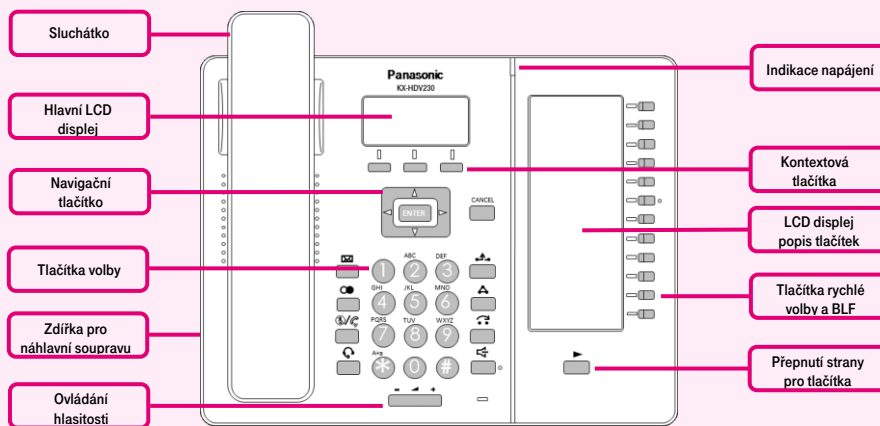 Sluchátko
Hlavní LCD
displej
Navigační
tlačítko
Tlačítka volby
Zdířka pro
náhlavní soupravu
Ovládání
hlasitosti
Panasonic
KX-HDV230
ENTER
CANCEL
ABC DEF
1 2 3
GHI JKL MNO
4 5 6
PQRS TUV WXYZ
7 8 9
A→a
* 0 #
- +
Indikace napájení
Kontextová
tlačítka
LCD displej
popis tlačítek
Tlačítka rychlé
volby a BLF
Přepnutí strany
pro tlačítka